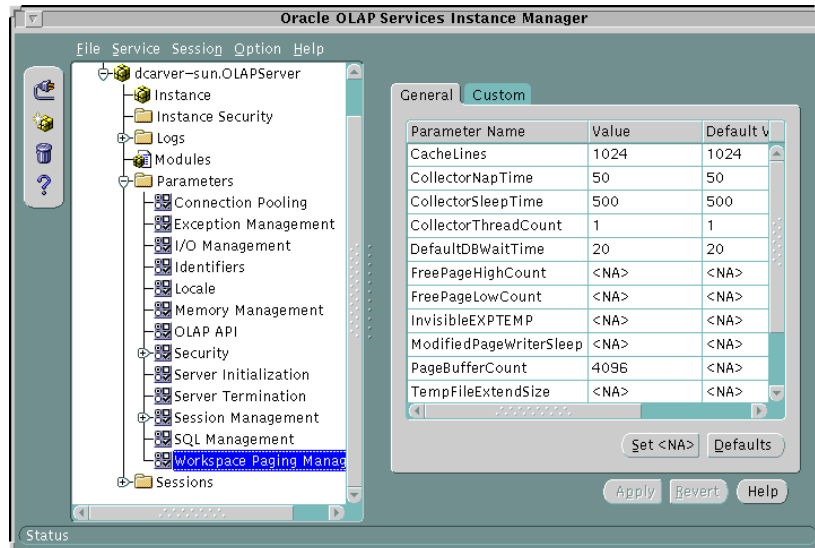 Oracle OLAP Services Instance Manager
File Service Session Option Help
dcarver-sun.OLAPServer
Instance
Instance Security
Logs
Modules
Parameters
Connection Pooling
Exception Management
I/O Management
Identifiers
Locale
Memory Management
OLAP API
Security
Server Initialization
Server Termination
Session Management
SQL Management
Workspace Paging Manag
Sessions
General Custom
Parameter Name Value Default V
CacheLines 1024 1024
CollectorNapTime 50 50
CollectorSleepTime 500 500
CollectorThreadCount 1 1
DefaultDBWaitTime 20 20
FreePageHighCount <NA> <NA>
FreePageLowCount <NA> <NA>
InvisibleEXPTEMP <NA> <NA>
ModifiedPageWriterSleep <NA> <NA>
PageBufferCount 4096 <NA>
TempFileExtendSize <NA> <NA>
Set <NA> Defaults
Apply Revert Help
Status